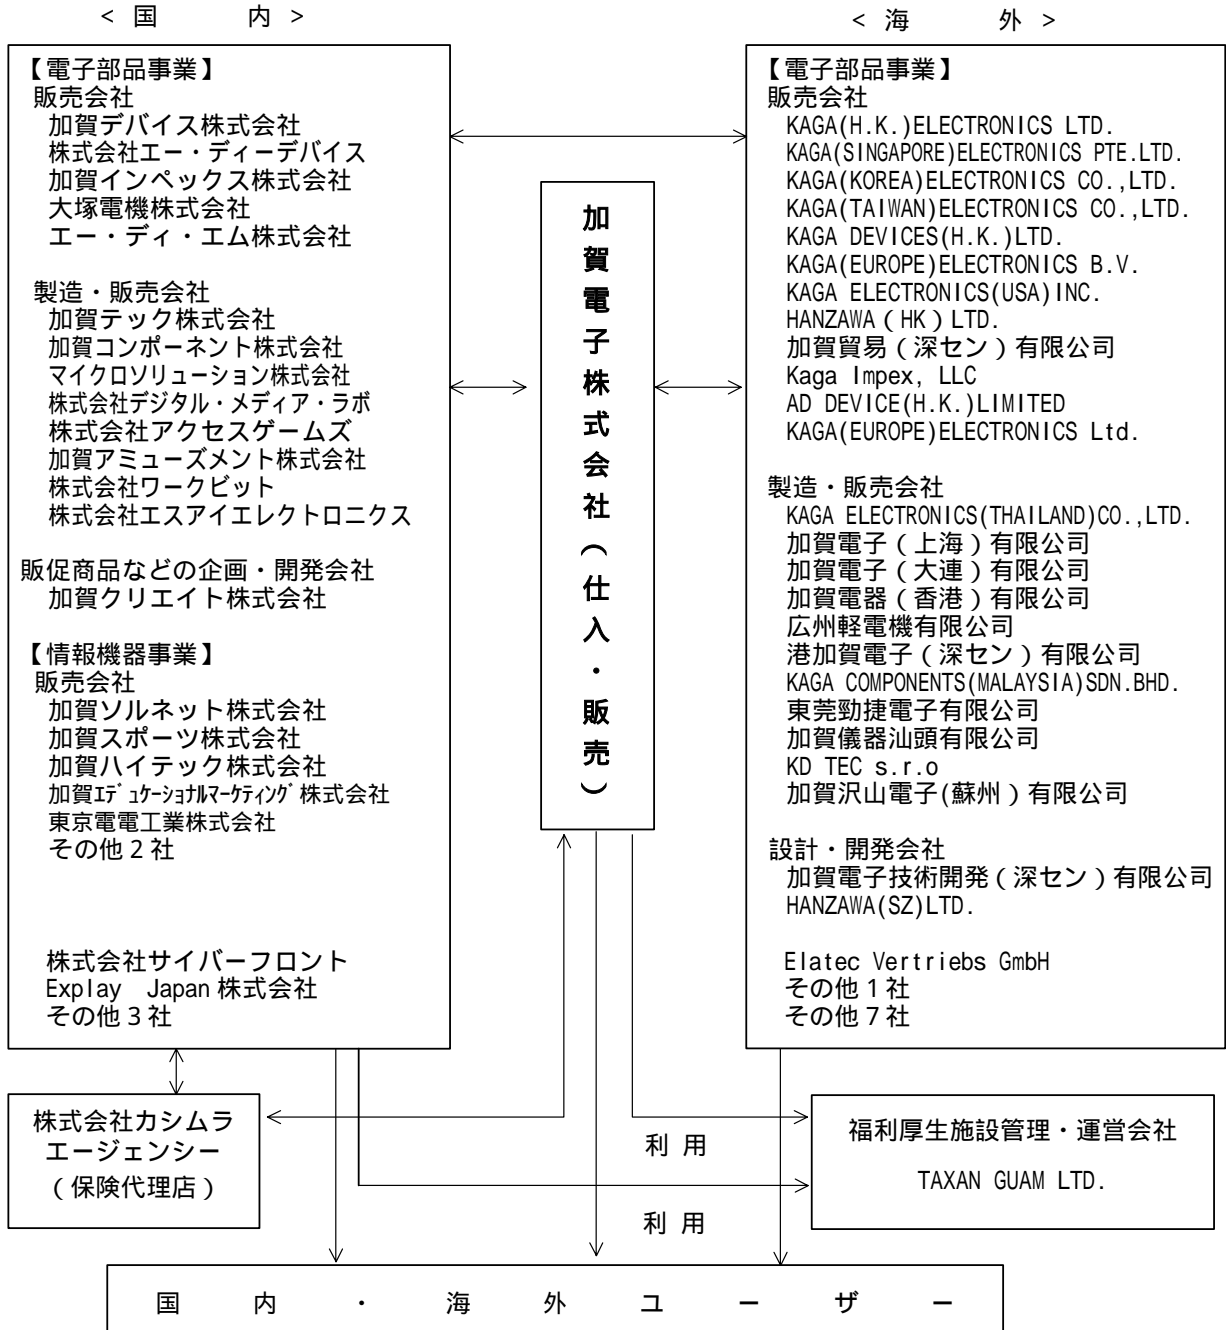 < 国 内 >
【電子部品事業】
販売会社
加賀デバイス株式会社
株式会社エー・ディーデバイス
加賀インペックス株式会社
大塚電機株式会社
エー・ディ・エム株式会社
製造・販売会社
加賀テック株式会社
加賀コンポーネント株式会社
マイクロソリューション株式会社
株式会社デジタル・メディア・ラボ
株式会社アクセスゲームズ
加賀アミューズメント株式会社
株式会社ワークビット
株式会社エスアイエレクトロニクス
販促商品などの企画・開発会社
加賀クリエイト株式会社
【情報機器事業】
販売会社
加賀ソルネット株式会社
加賀スポーツ株式会社
加賀ハイテック株式会社
加賀ｴﾃﾞｭｹｰｼｮﾅﾙﾏｰｹﾃｨﾝｸﾞ株式会社
東京電電工業株式会社
その他２社
株式会社サイバーフロント
Explay Japan 株式会社
その他３社
加賀電子株式会社（仕入・販売）
< 海 外 >
【電子部品事業】
販売会社
KAGA(H.K.)ELECTRONICS LTD.
KAGA(SINGAPORE)ELECTRONICS PTE.LTD.
KAGA(KOREA)ELECTRONICS CO.,LTD.
KAGA(TAIWAN)ELECTRONICS CO.,LTD.
KAGA DEVICES(H.K.)LTD.
KAGA(EUROPE)ELECTRONICS B.V.
KAGA ELECTRONICS(USA)INC.
HANZAWA（HK）LTD.
加賀貿易（深セン）有限公司
Kaga Impex, LLC
AD DEVICE(H.K.)LIMITED
KAGA(EUROPE)ELECTRONICS Ltd.
製造・販売会社
KAGA ELECTRONICS(THAILAND)CO.,LTD.
加賀電子（上海）有限公司
加賀電子（大連）有限公司
加賀電器（香港）有限公司
広州軽電機有限公司
港加賀電子（深セン）有限公司
KAGA COMPONENTS(MALAYSIA)SDN.BHD.
東莞勁捷電子有限公司
加賀儀器汕頭有限公司
KD TEC s.r.o
加賀沢山電子(蘇州）有限公司
設計・開発会社
加賀電子技術開発（深セン）有限公司
HANZAWA(SZ)LTD.
Elatec Vertriebs GmbH
その他１社
その他７社
株式会社カシムラ
エージェンシー
（保険代理店）
利 用
利 用
福利厚生施設管理・運営会社
TAXAN GUAM LTD.
国 内 ・ 海 外 ユ ー ザ ー